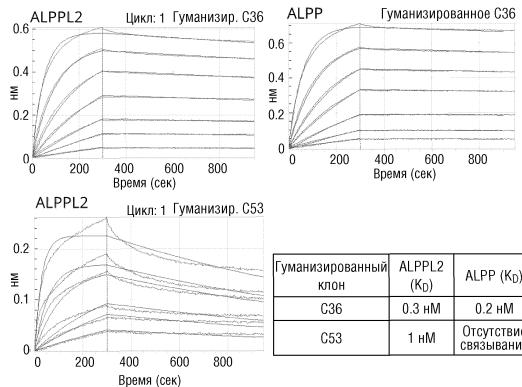 ALPPL2 Цикл: 1 Гуманизир. C36
0.6
0.4
0.2
0
нм
0 200 400 600 800
Время (сек)
ALPP Гуманизированное C36
0.6
0.4
0.2
0
0 200 400 600 800
Время (сек)
ALPPL2 Цикл: 1 Гуманизир. C53
0.2
0.1
0
нм
0 200 400 600 800
Время (сек)
Гуманизированный клон ALPPL2 (KD) ALPP (KD)
C36 0.3 нМ 0.2 нМ
C53 1 нМ Отсутствие связывани